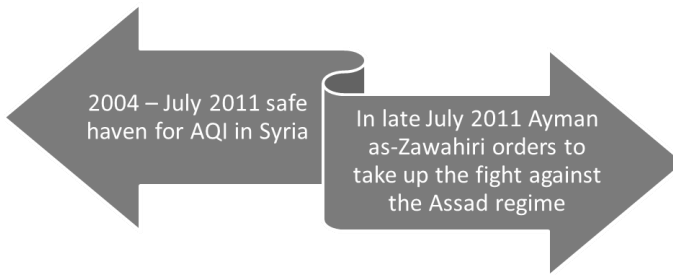 2004 – July 2011 safe
haven for AQI in Syria
In late July 2011 Ayman
as-Zawahiri orders to
take up the fight against
the Assad regime